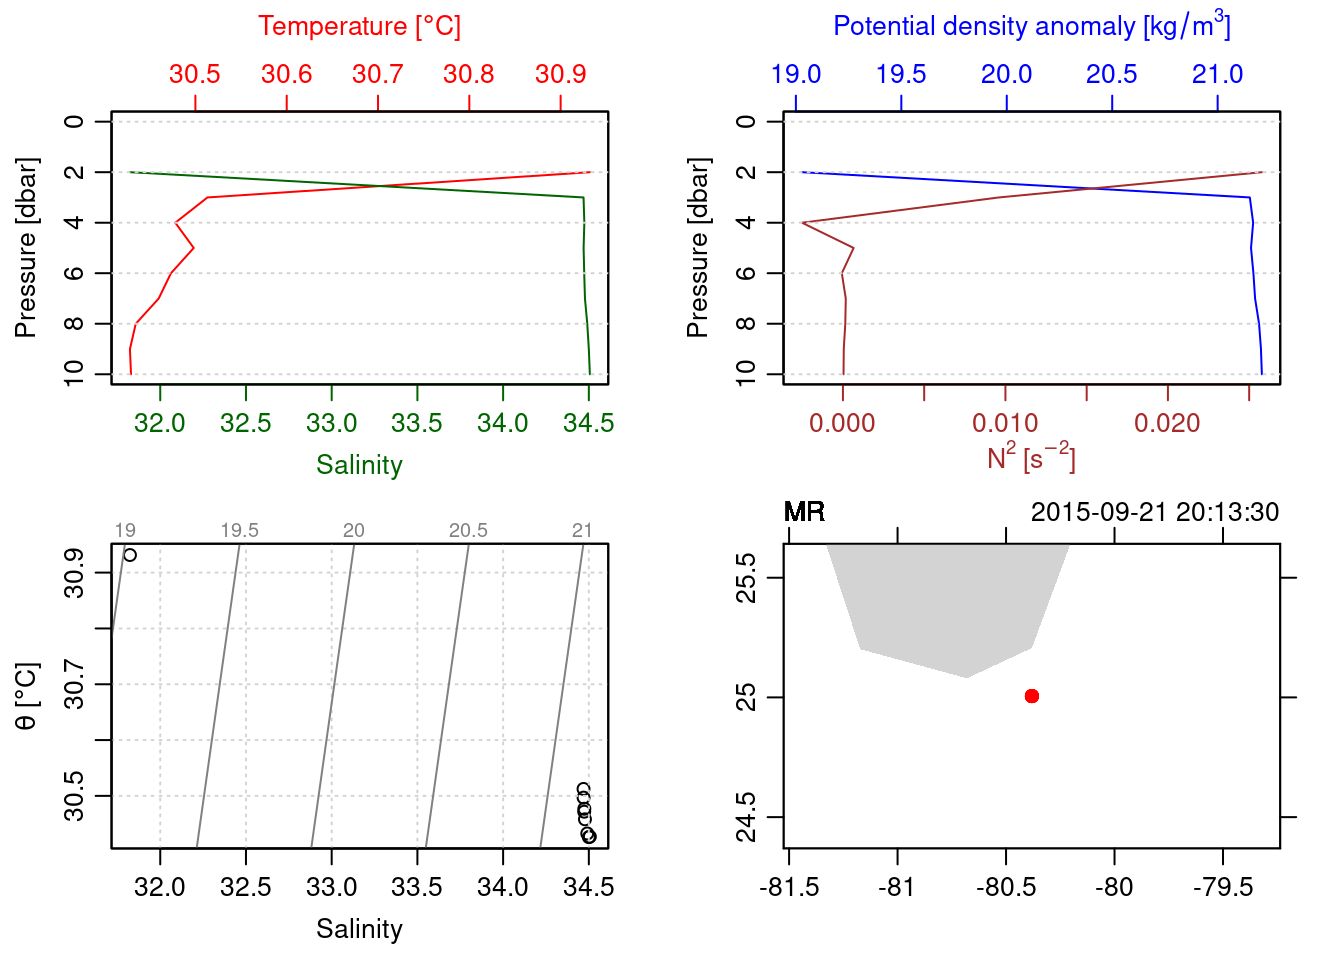 Temperature [°C]
30.5 30.6 30.7 30.8 30.9
Pressure [dbar]
0 2 4 6 8 10
32.0 32.5 33.0 33.5 34.0 34.5
Salinity
Potential density anomaly [kg/m³]
19.0 19.5 20.0 20.5 21.0
Pressure [dbar]
0 2 4 6 8 10
0.000 0.010 0.020
N² [s⁻²]
19 19.5 20 20.5 21
θ [°C]
30.9 30.7 30.5
32.0 32.5 33.0 33.5 34.0 34.5
Salinity
MR 2015-09-21 20:13:30
25.5 25 24.5
-81.5 -81 -80.5 -80 -79.5